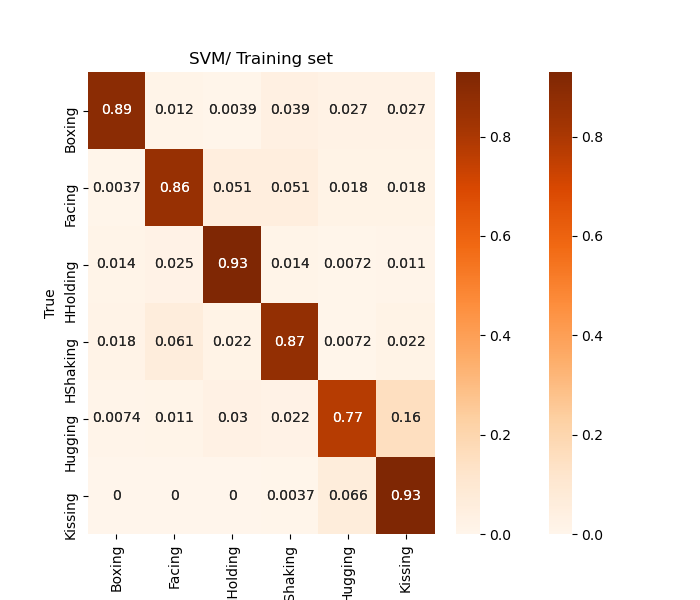 SVM/ Training set
Boxing 0.89 0.012 0.0039 0.039 0.027 0.027
Facing 0.0037 0.86 0.051 0.051 0.018 0.018
HHolding 0.014 0.025 0.93 0.014 0.0072 0.011
HShaking 0.018 0.061 0.022 0.87 0.0072 0.022
Hugging 0.0074 0.011 0.03 0.022 0.77 0.16
Kissing 0 0 0 0.0037 0.066 0.93
True
Boxing Facing Holding Shaking Hugging Kissing
0.8
0.6
0.4
0.2
0.0
0.8
0.6
0.4
0.2
0.0